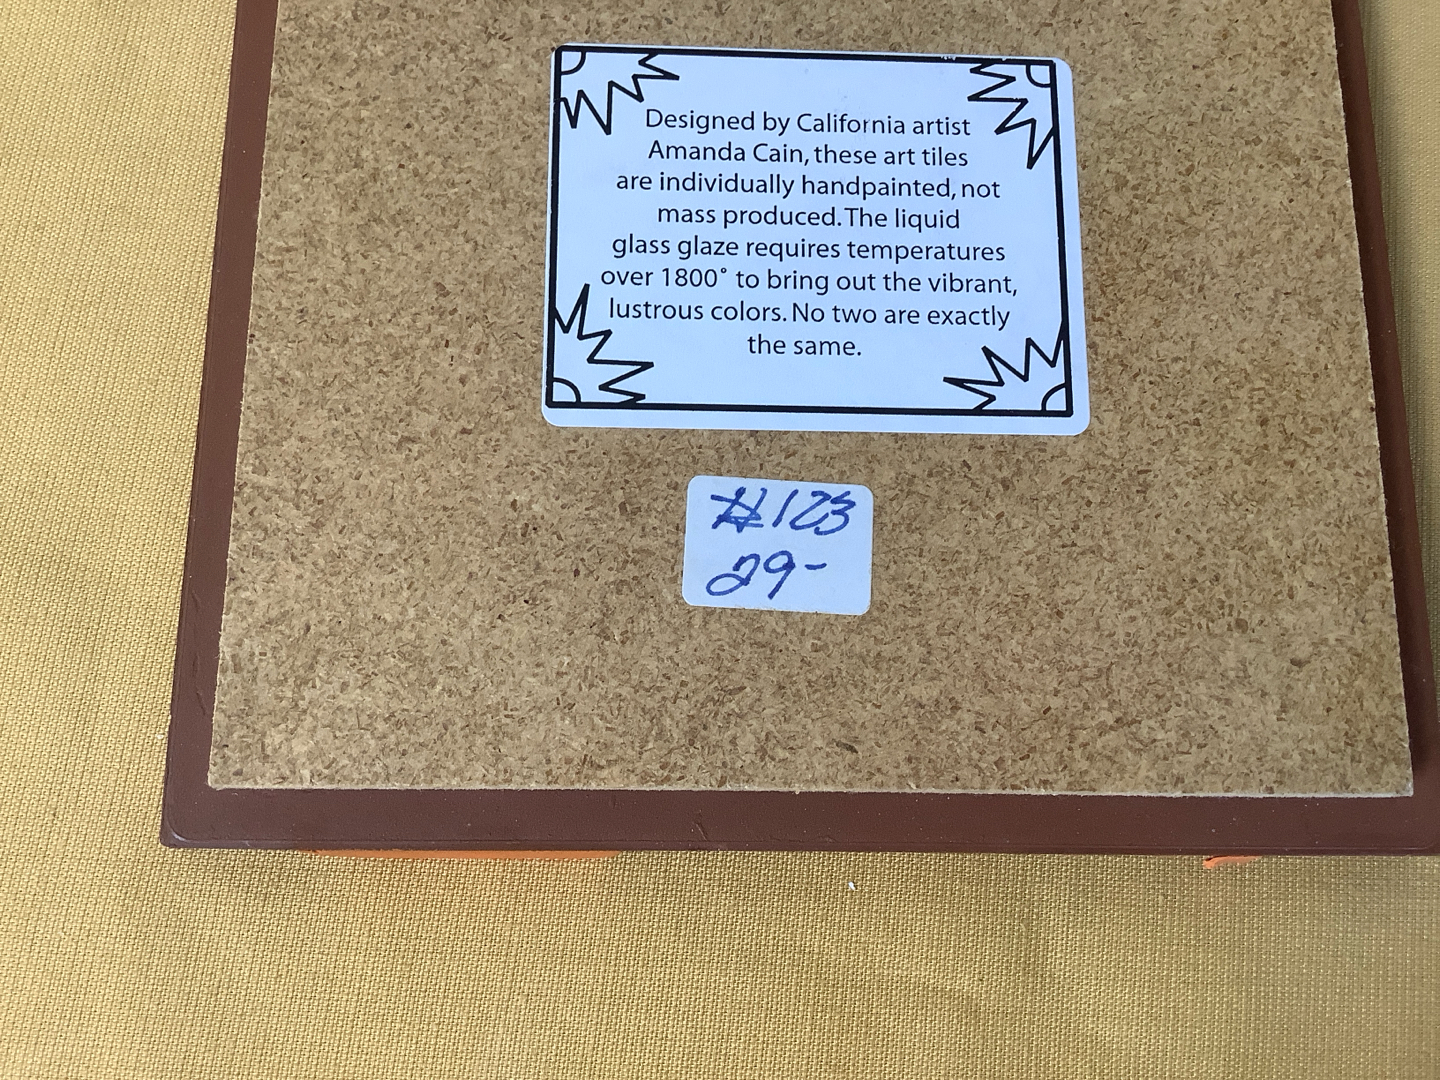 Designed by California artist
Amanda Cain, these art tiles
are individually handpainted, not
mass produced. The liquid
glass glaze requires temperatures
over 1800° to bring out the vibrant,
lustrous colors. No two are exactly
the same.
#123
29-